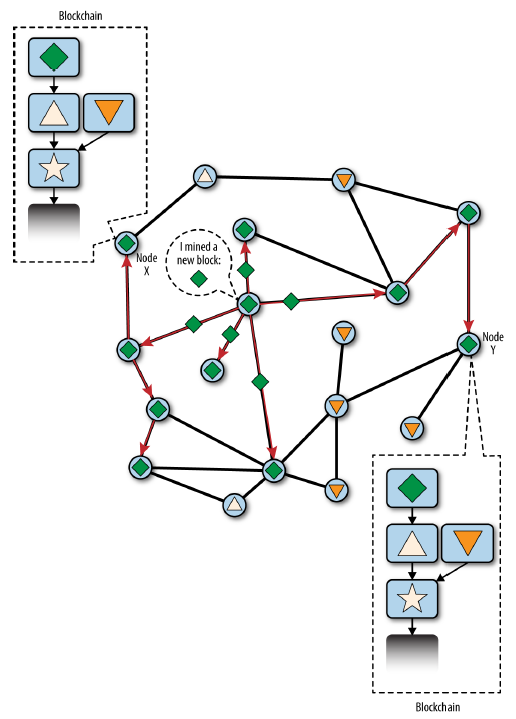 Blockchain
I mined a
new block:
Node
X
Node
Y
Blockchain